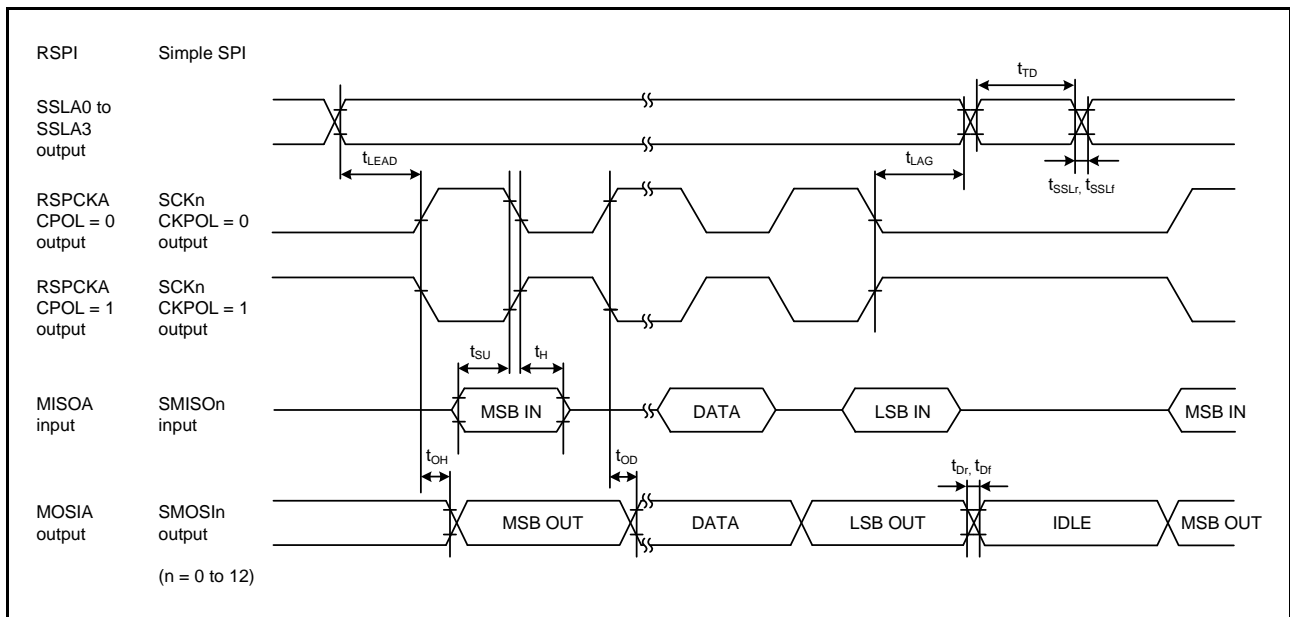 RSPI Simple SPI
tTD
SSLA0 to
SSLA3
output
tLEAD
tLAG
tSSLr, tSSLf
RSPCKA SCKn
CPOL = 0 CKPOL = 0
output output
RSPCKA SCKn
CPOL = 1 CKPOL = 1
output output
tSU tH
MISOA SMISOn
input input
MSB IN DATA LSB IN MSB IN
tOH tOD tDr, tDf
MOSIA SMOSIn
output output
MSB OUT DATA LSB OUT IDLE MSB OUT
(n = 0 to 12)